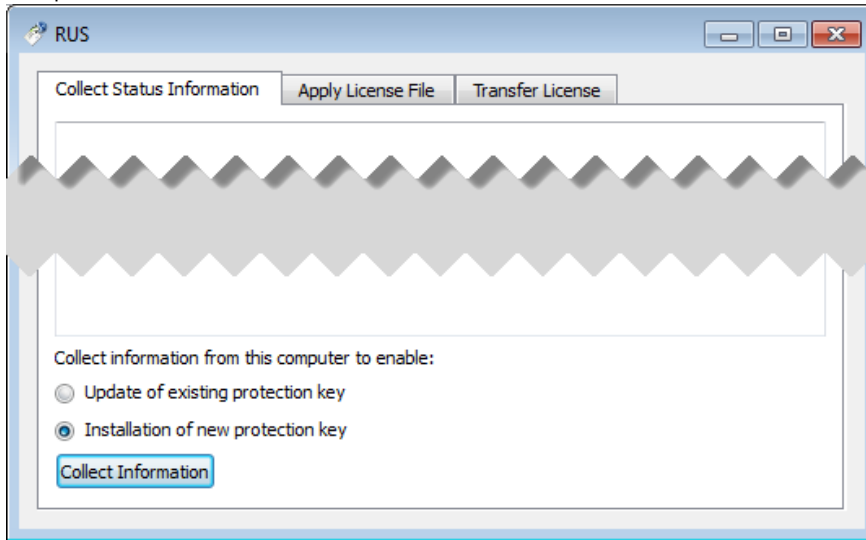 RUS
Collect Status Information Apply License File Transfer License
Collect information from this computer to enable:
Update of existing protection key
Installation of new protection key
Collect Information